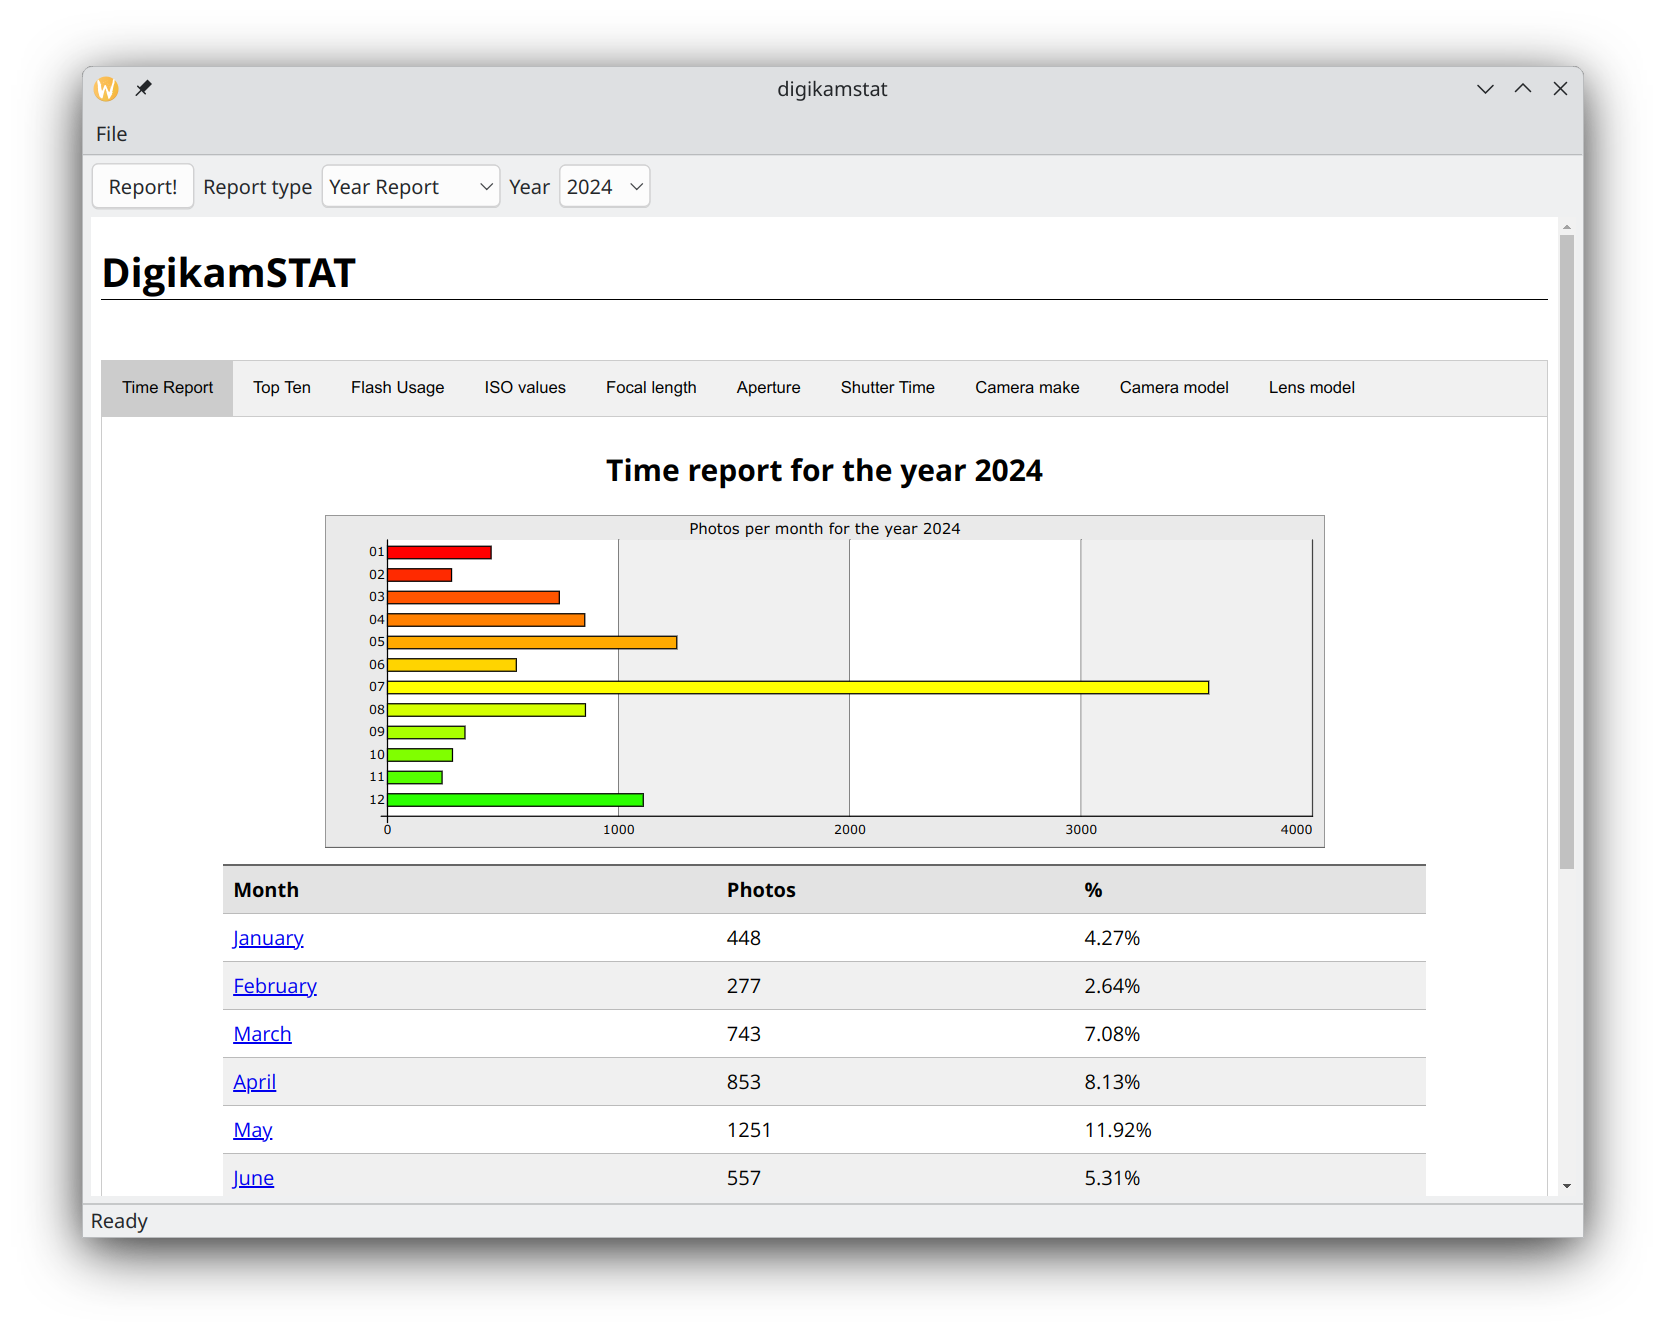 digikamstat
File
Report! Report type Year Report Year 2024
DigikamSTAT
Time Report Top Ten Flash Usage ISO values Focal length Aperture Shutter Time Camera make Camera model Lens model
Time report for the year 2024
Photos per month for the year 2024
01
02
03
04
05
06
07
08
09
10
11
12
0 1000 2000 3000 4000
Month Photos %
January 448 4.27%
February 277 2.64%
March 743 7.08%
April 853 8.13%
May 1251 11.92%
June 557 5.31%
Ready